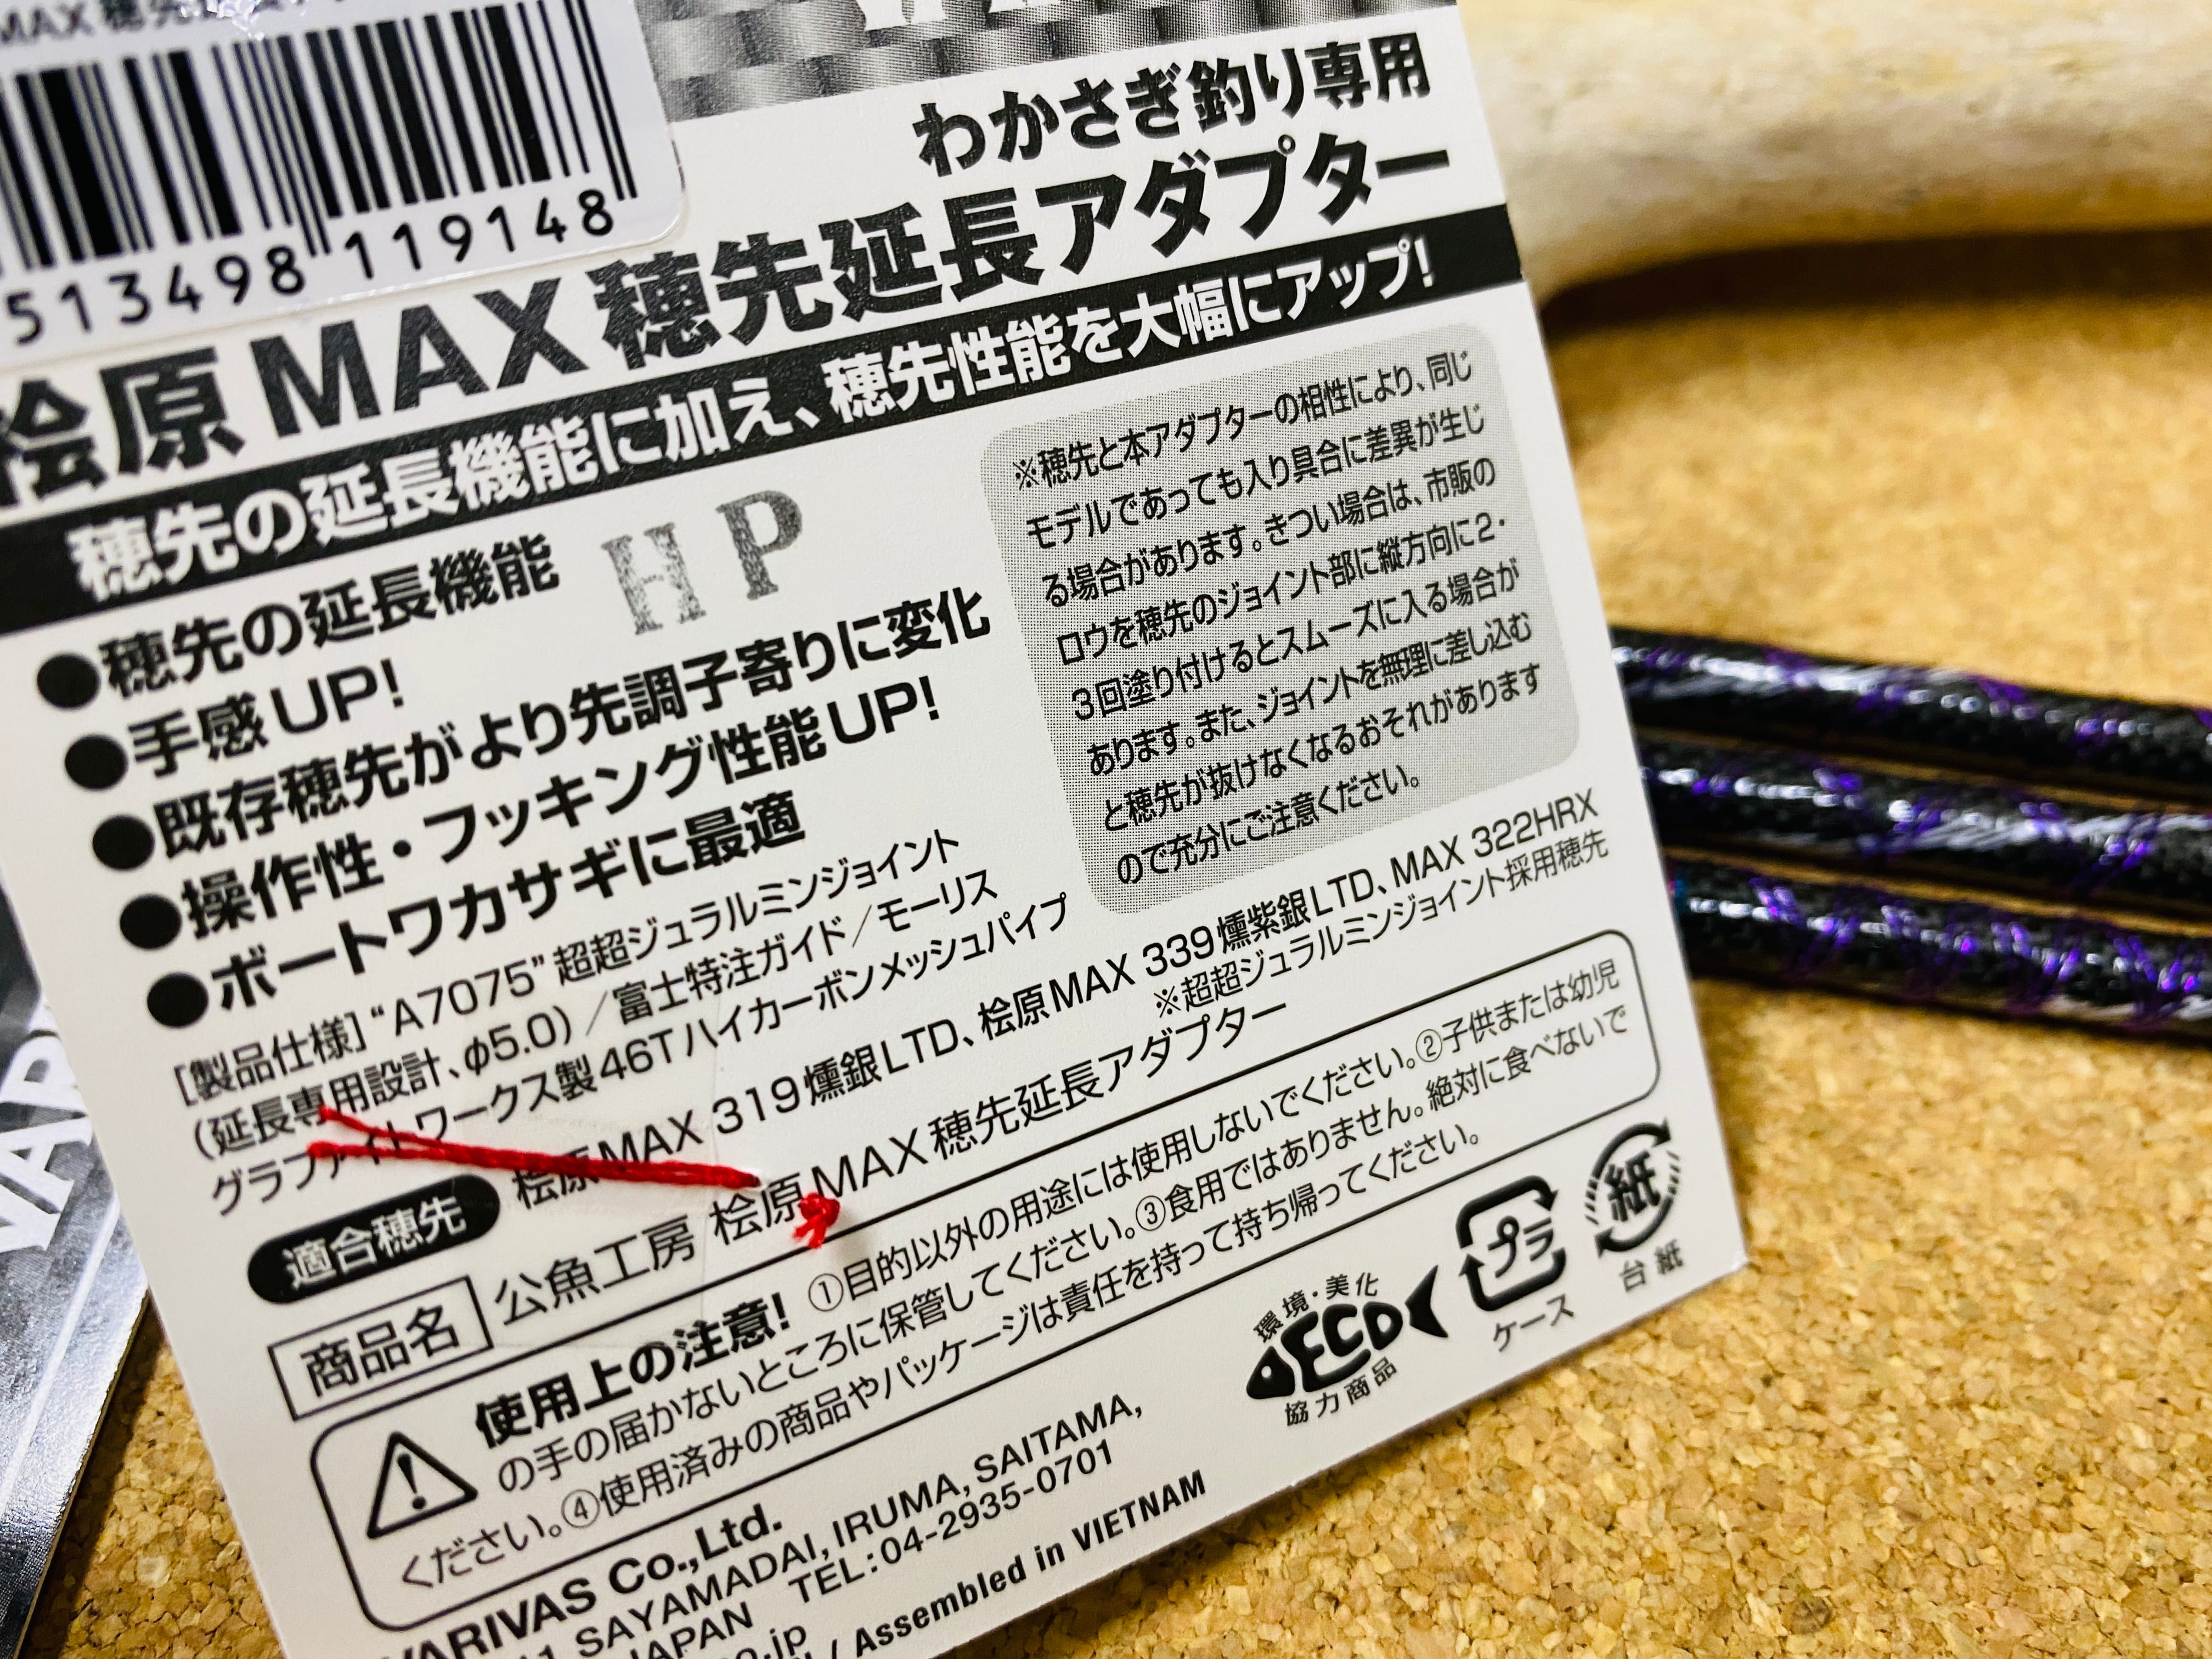 わかさぎ釣り専用
513498 119148
桧原MAX 穂先延長アダプター
穂先の延長機能に加え、穂先性能を大幅にアップ!
●穂先の延長機能
HP
●手感UP!
●既存穂先がより先調子寄りに変化
●操作性・フッキング性能UP!
●ボートワカサギに最適
※穂先と本アダプターの相性により、同じ
モデルであっても入り具合に差異が生じ
る場合があります。きつい場合は、市販の
ロウを穂先のジョイント部に縦方向に2・
3回塗り付けるとスムーズに入る場合が
あります。また、ジョイントを無理に差し込む
と穂先が抜けなくなるおそれがあります
ので充分にご注意ください。
[製品仕様]“A7075”超超ジュラルミンジョイント
(延長専用設計、φ5.0)/富士特注ガイド/モーリス
グラファイトワークス製46Tハイカーボンメッシュパイプ
適合穂先 桧原MAX 319燻銀LTD、桧原MAX 339燻紫銀LTD、MAX 322HRX
※超超ジュラルミンジョイント採用穂先
商品名 公魚工房 桧原MAX穂先延長アダプター
使用上の注意! ①目的以外の用途には使用しないでください。②子供または幼児
の手の届かないところに保管してください。③食用ではありません。絶対に食べないで
ください。④使用済みの商品やパッケージは責任を持って持ち帰ってください。
VARIVAS Co.,Ltd.
SAYAMADAI, IRUMA, SAITAMA,
JAPAN TEL:04-2935-0701
co.jp
/ Assembled in VIETNAM
環境・美化
ECO
協力商品
プラ
ケース
紙
台紙